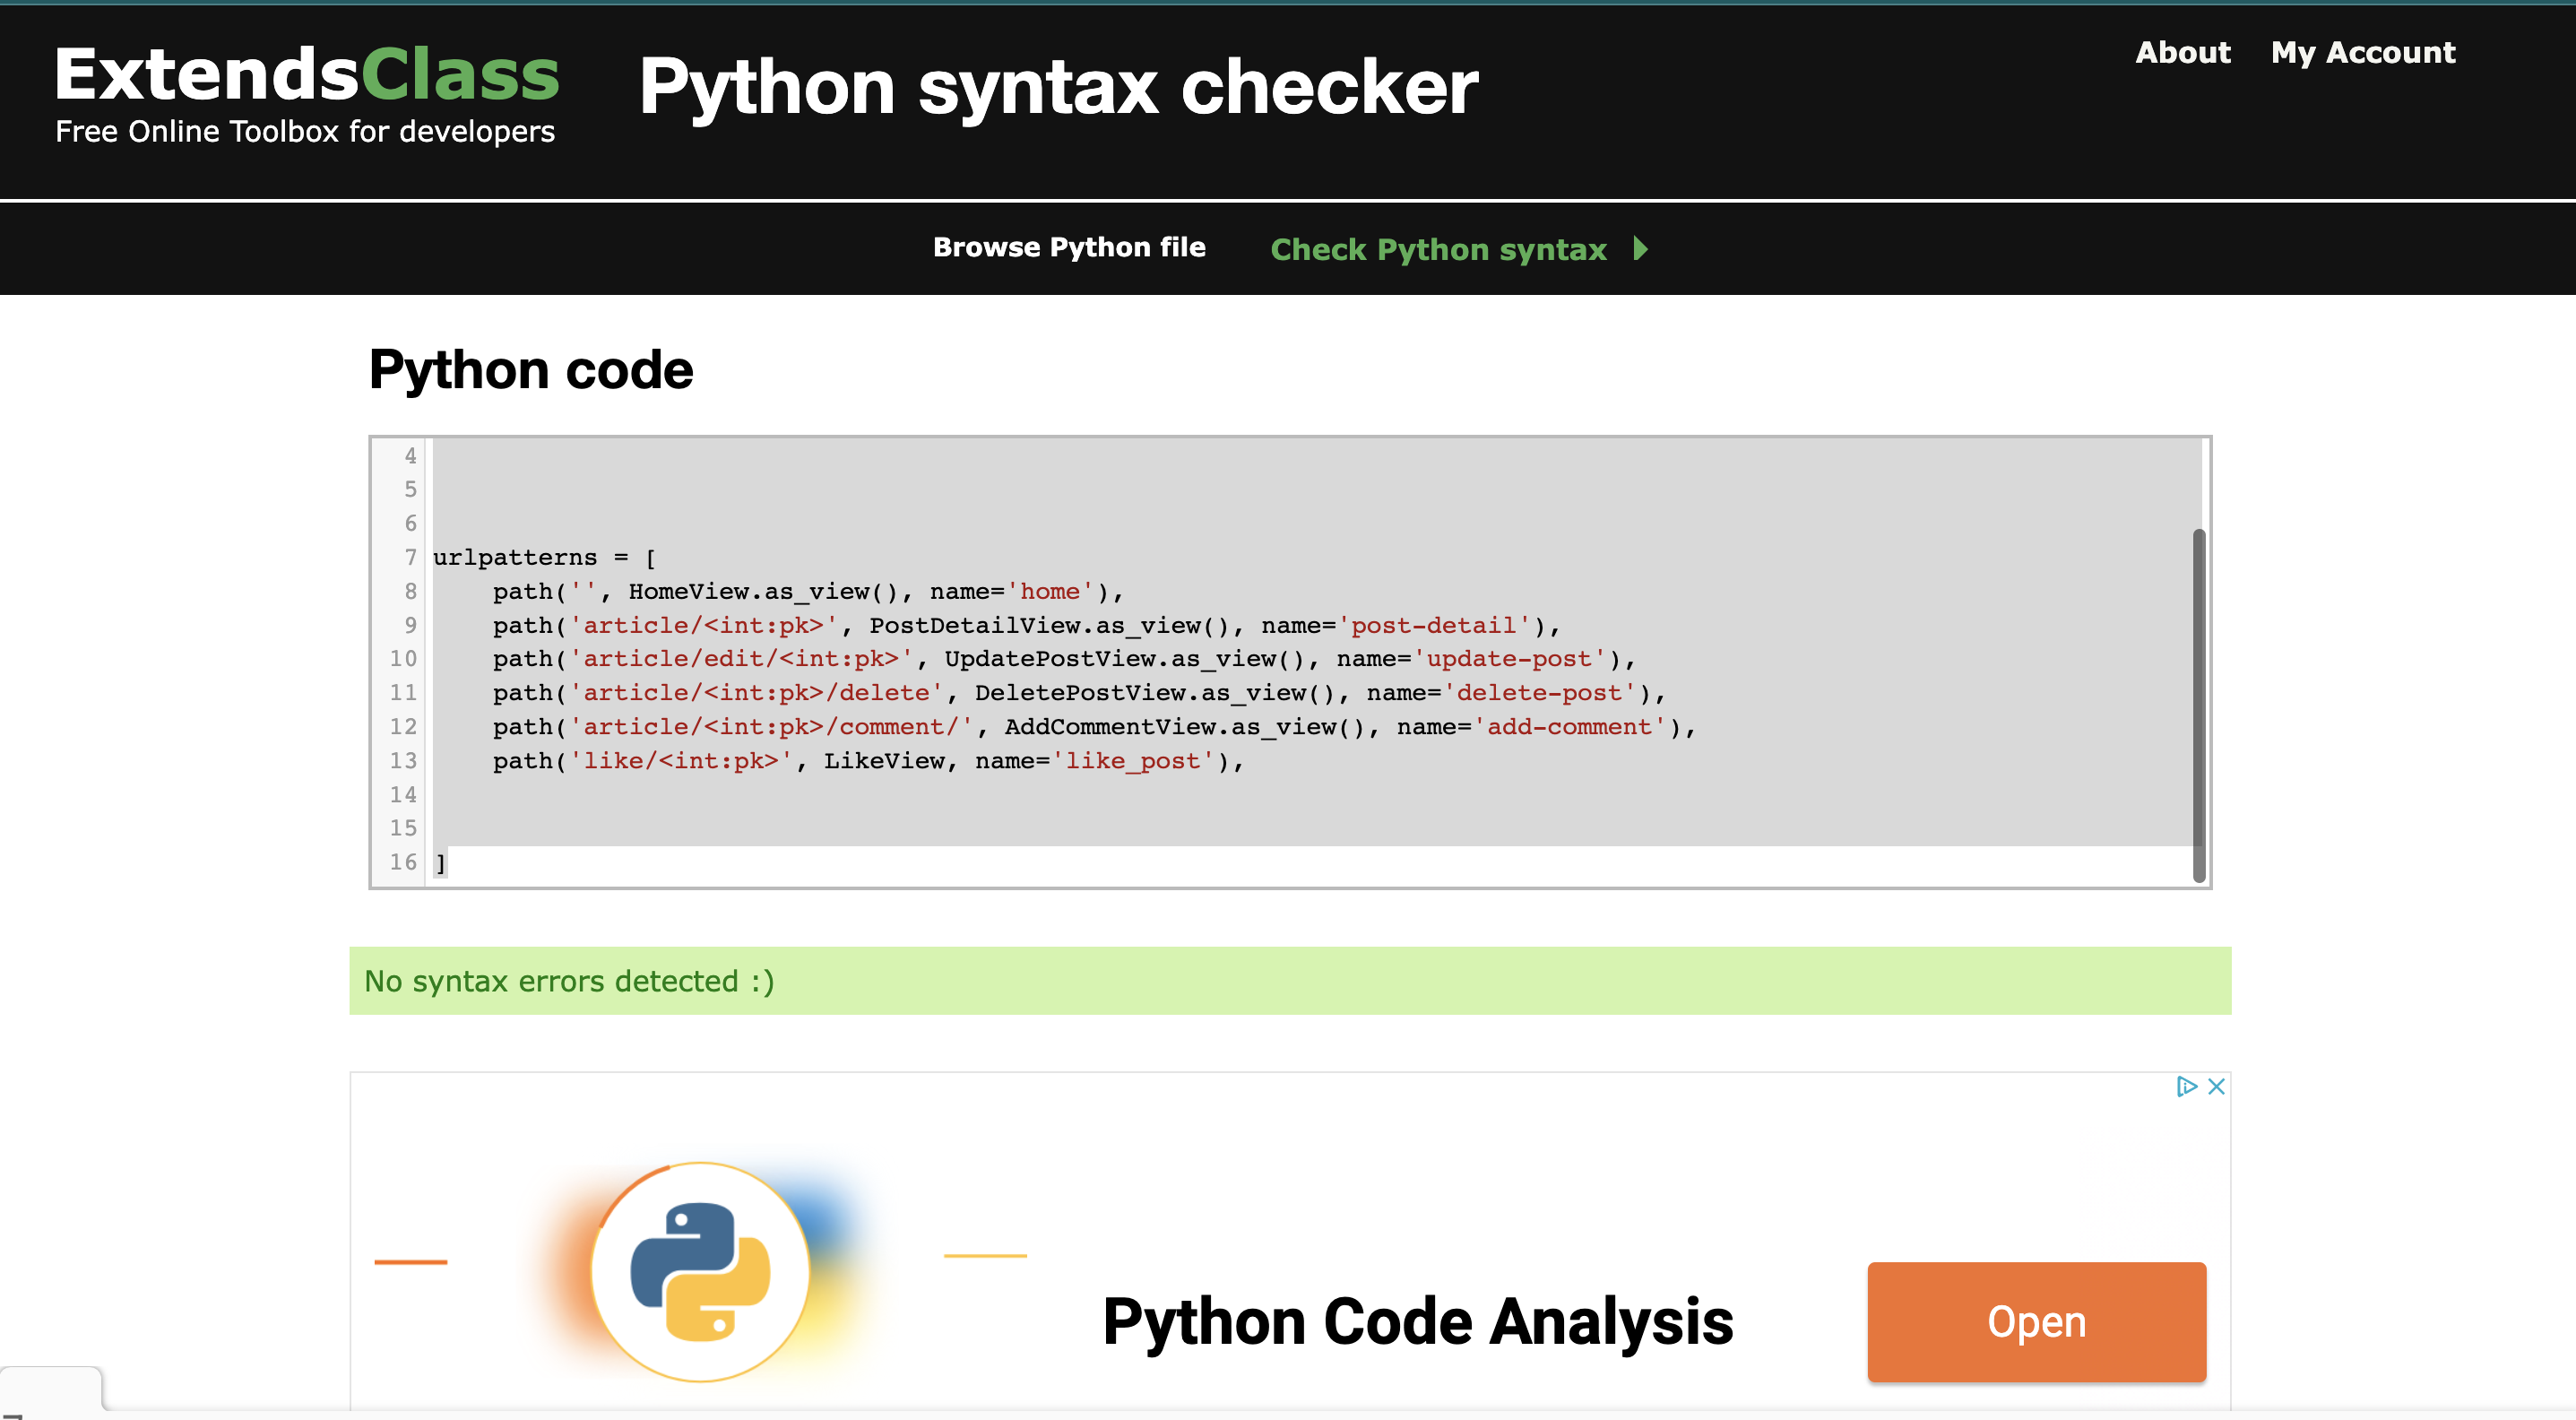 ExtendsClass
Free Online Toolbox for developers
Python syntax checker
About My Account
Browse Python file Check Python syntax
Python code
4
5
6
7 urlpatterns = [
8 path('', HomeView.as_view(), name='home'),
9 path('article/<int:pk>', PostDetailView.as_view(), name='post-detail'),
10 path('article/edit/<int:pk>', UpdatePostView.as_view(), name='update-post'),
11 path('article/<int:pk>/delete', DeletePostView.as_view(), name='delete-post'),
12 path('article/<int:pk>/comment/', AddCommentView.as_view(), name='add-comment'),
13 path('like/<int:pk>', LikeView, name='like_post'),
14
15
16 ]
No syntax errors detected :)
Python Code Analysis
Open